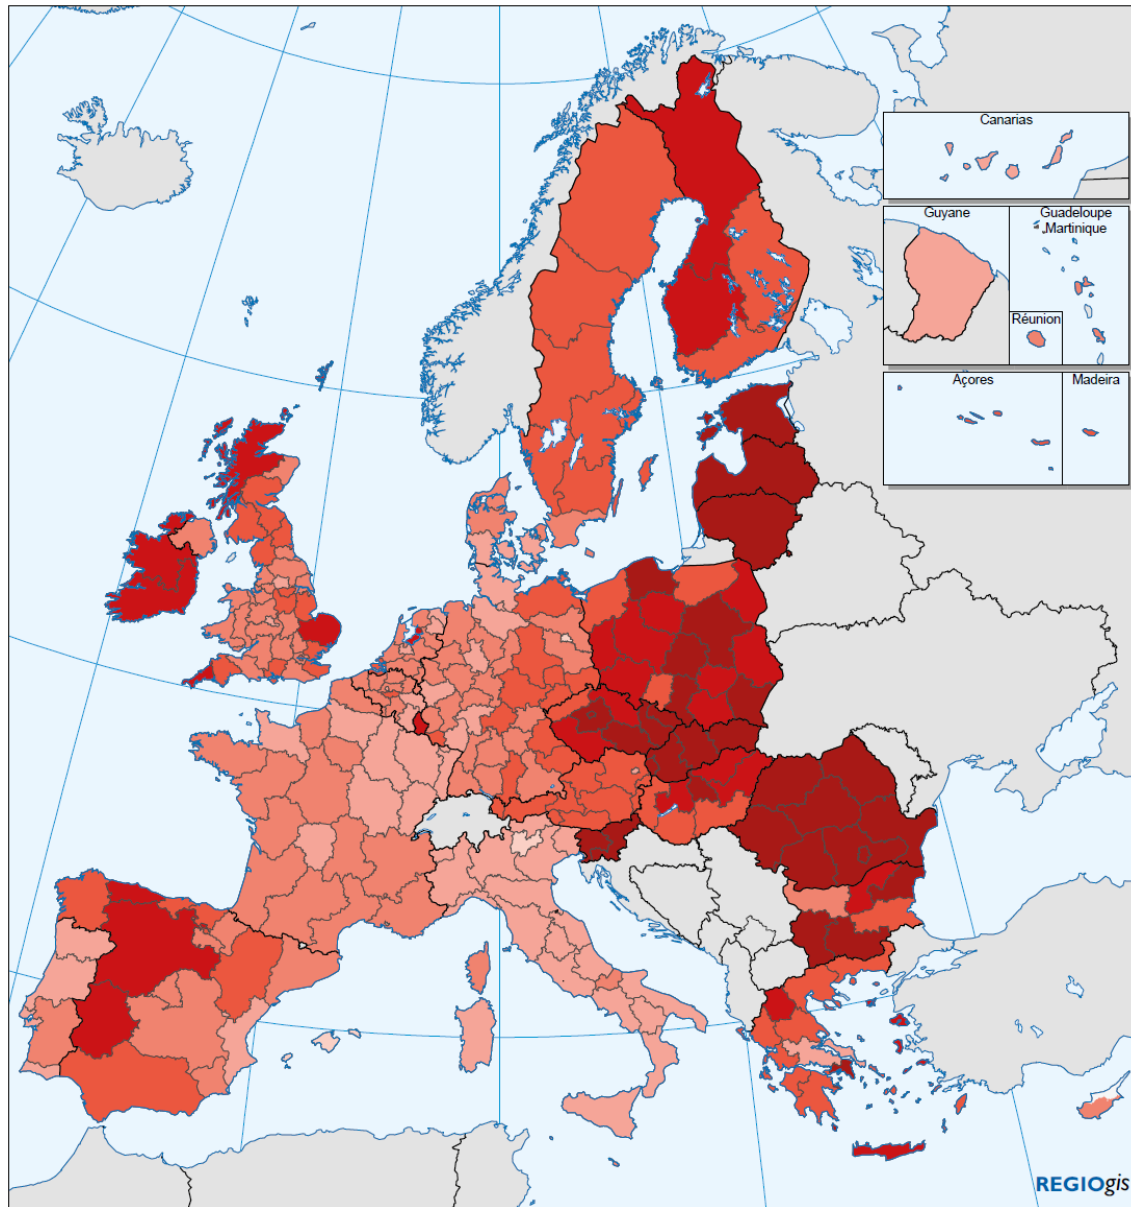 Canarias
Guyane
Guadeloupe
Martinique
Réunion
Açores
Madeira
REGIOgis